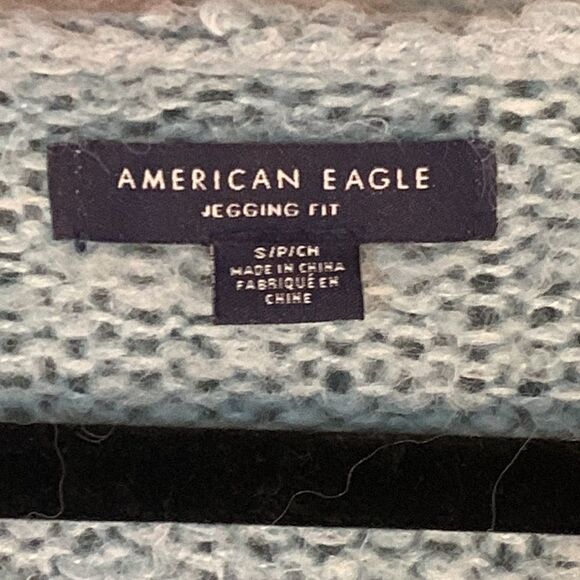 AMERICAN EAGLE
JEGGING FIT
S/P/CH
MADE IN CHINA
FABRIQUÉ EN
CHINE